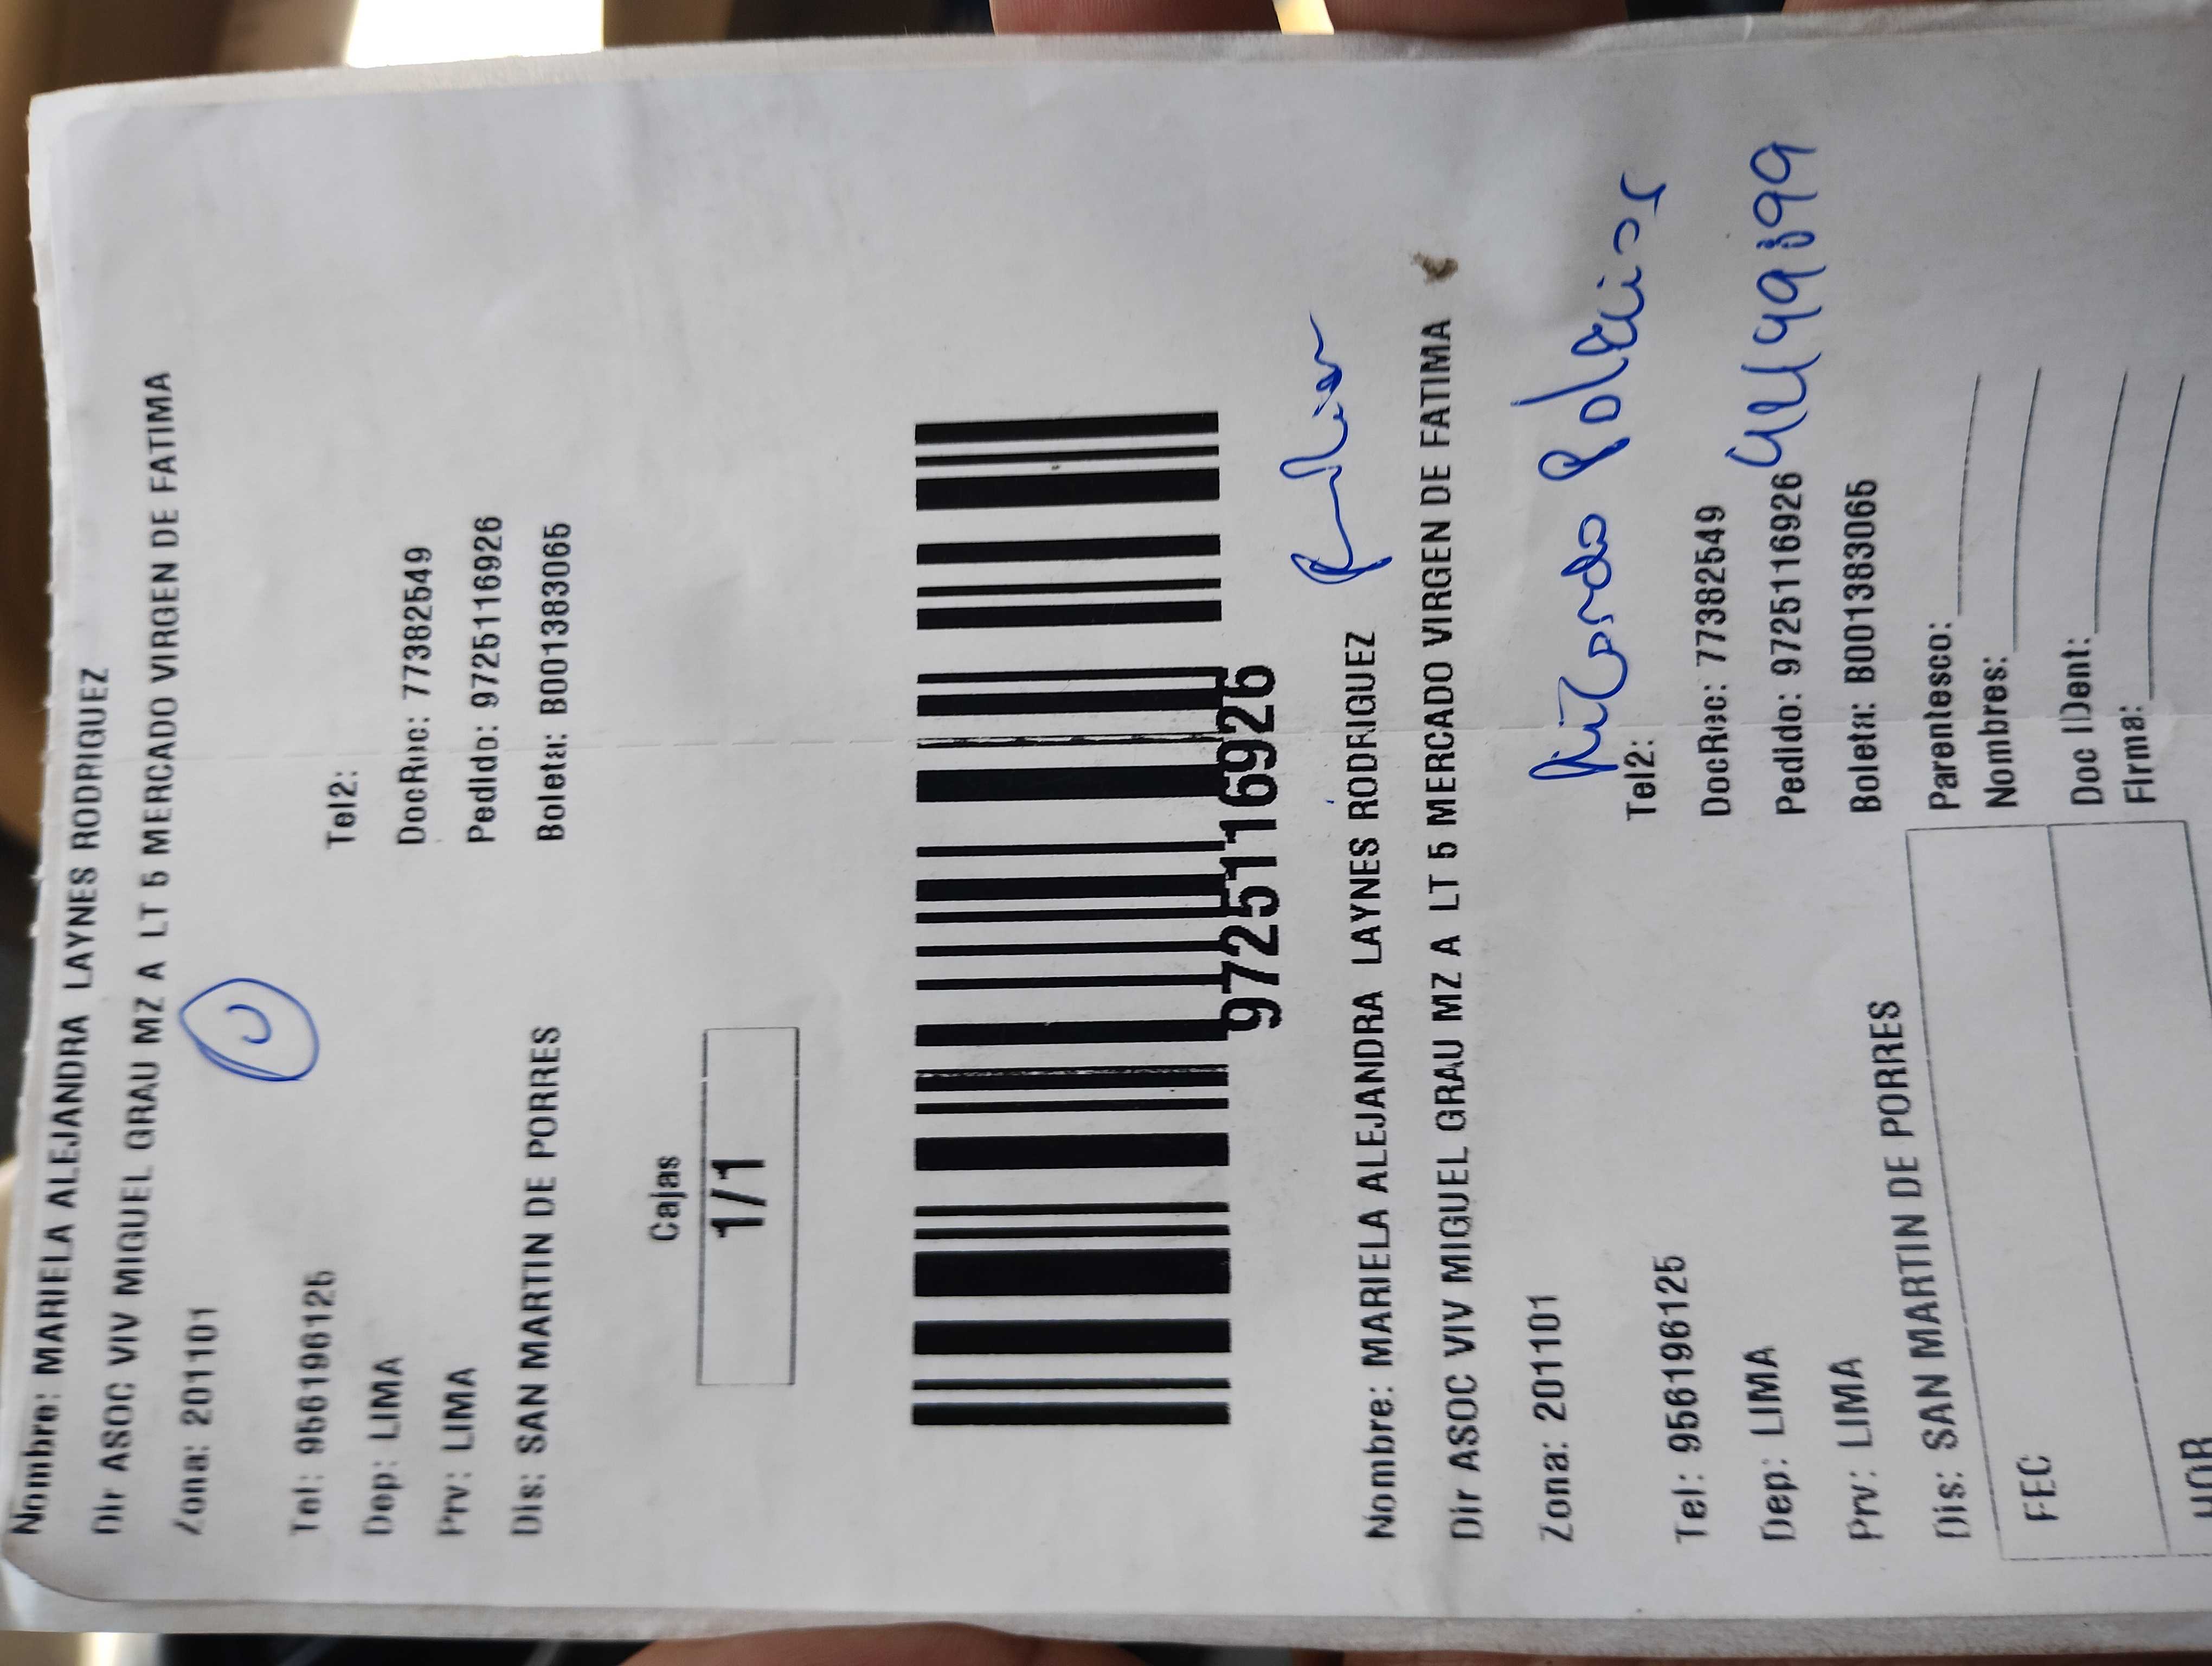 Nombre: MARIELA ALEJANDRA LAYNES RODRIGUEZ
Dir ASOC VIV MIGUEL GRAU MZ A LT 5 MERCADO VIRGEN DE FATIMA
Zona: 201101
Tel: 956196125 Tel2:
Dep: LIMA DocRec: 77382549
Prv: LIMA Pedido: 9725116926
Dis: SAN MARTIN DE PORRES Boleta: B001383065
Cajas
1/1
9725116926
Nombre: MARIELA ALEJANDRA LAYNES RODRIGUEZ
Dir ASOC VIV MIGUEL GRAU MZ A LT 5 MERCADO VIRGEN DE FATIMA
Zona: 201101
Ricardo
Tel: 956196125 Tel2:
Dep: LIMA DocRec: 77382549
Prv: LIMA Pedido: 9725116926
Dis: SAN MARTIN DE PORRES Boleta: B001383065
FEC
Parentesco:
Nombres:
Doc IDent:
Firma: